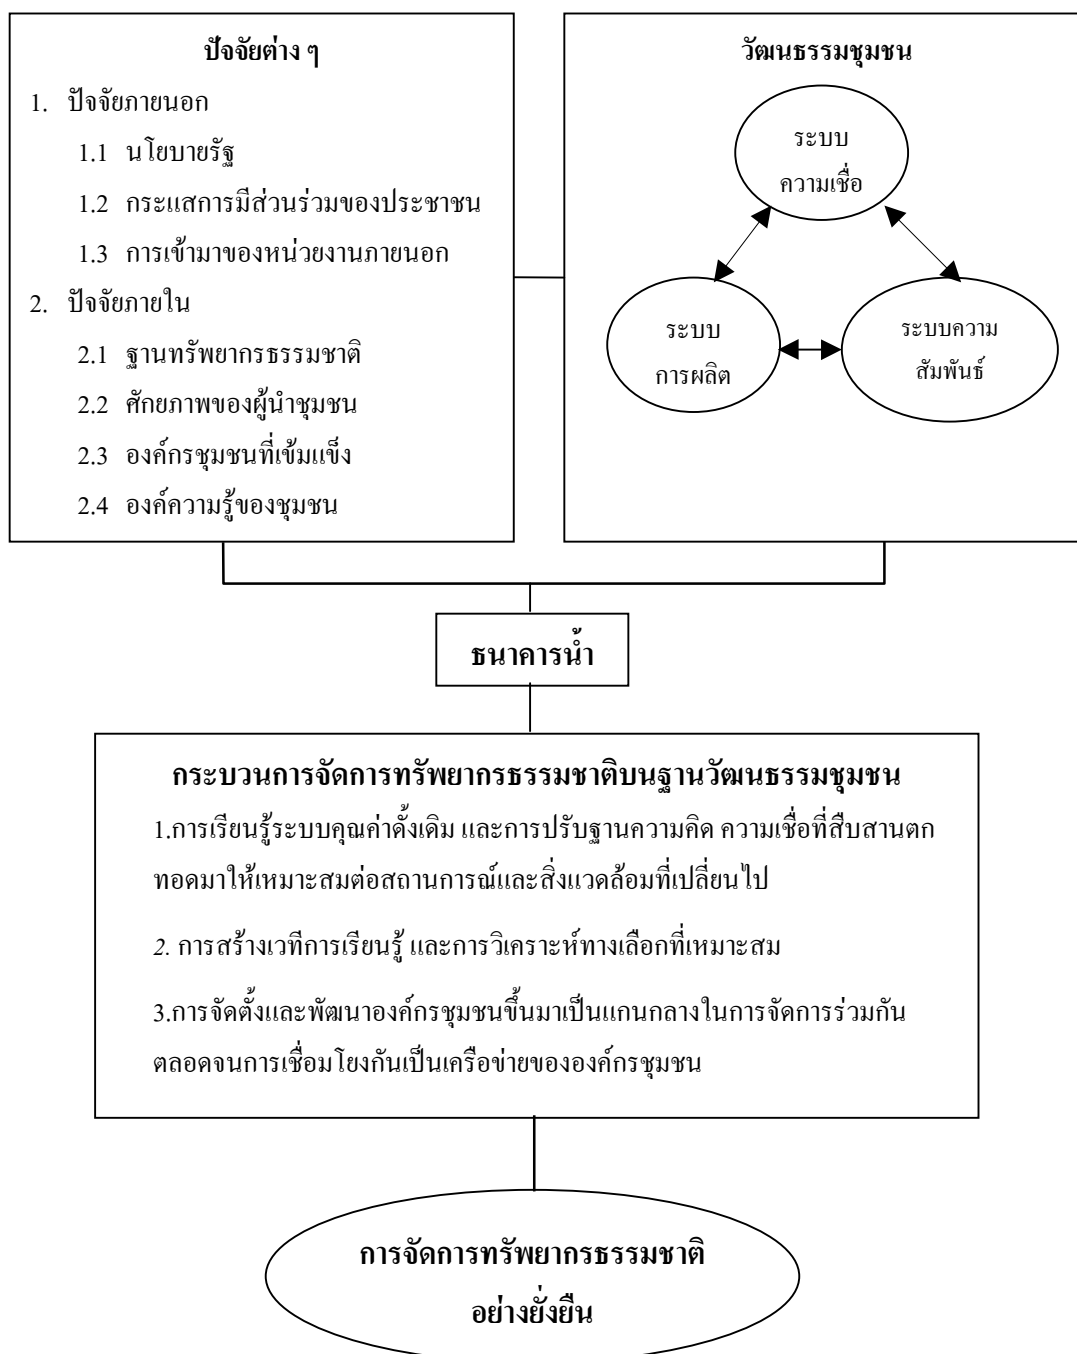 ปัจจัยต่าง ๆ
1. ปัจจัยภายนอก
1.1 นโยบายรัฐ
1.2 กระแสการมีส่วนร่วมของประชาชน
1.3 การเข้ามาของหน่วยงานภายนอก
2. ปัจจัยภายใน
2.1 ฐานทรัพยากรธรรมชาติ
2.2 ศักยภาพของผู้นำชุมชน
2.3 องค์กรชุมชนที่เข้มแข็ง
2.4 องค์ความรู้ของชุมชน
วัฒนธรรมชุมชน
ระบบ
ความเชื่อ
ระบบ
การผลิต
ระบบความ
สัมพันธ์
ธนาคารน้ำ
กระบวนการจัดการทรัพยากรธรรมชาติบนฐานวัฒนธรรมชุมชน
1.การเรียนรู้ระบบคุณค่าดั้งเดิม และการปรับฐานความคิด ความเชื่อที่สืบสานตก
ทอดมาให้เหมาะสมต่อสถานการณ์และสิ่งแวดล้อมที่เปลี่ยนไป
2. การสร้างเวทีการเรียนรู้ และการวิเคราะห์ทางเลือกที่เหมาะสม
3.การจัดตั้งและพัฒนาองค์กรชุมชนขึ้นมาเป็นแกนกลางในการจัดการร่วมกัน
ตลอดจนการเชื่อมโยงกันเป็นเครือข่ายขององค์กรชุมชน
การจัดการทรัพยากรธรรมชาติ
อย่างยั่งยืน